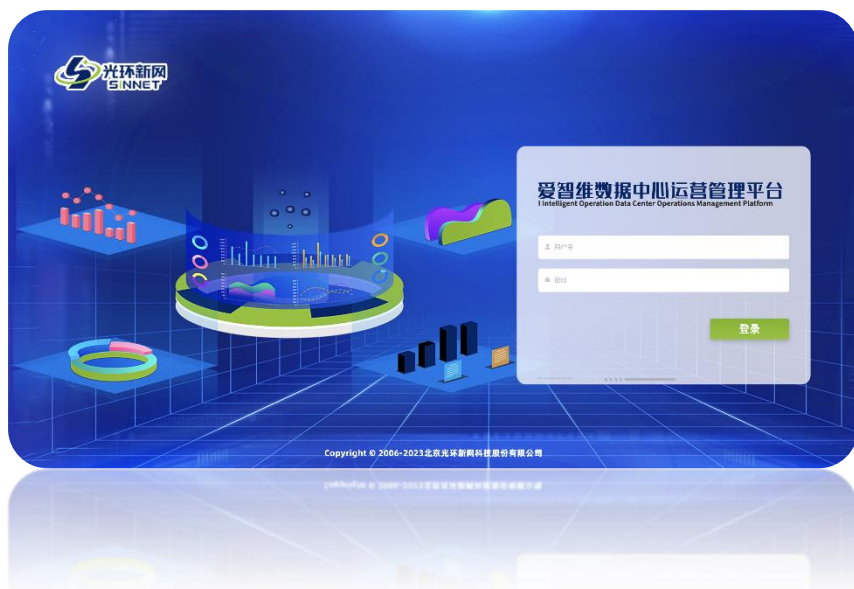 光环新网
SINNET
爱智维数据中心运营管理平台
I Intelligent Operation Data Center Operations Management Platform
用户名
密码
登录
Copyright © 2006-2023北京光环新网科技股份有限公司